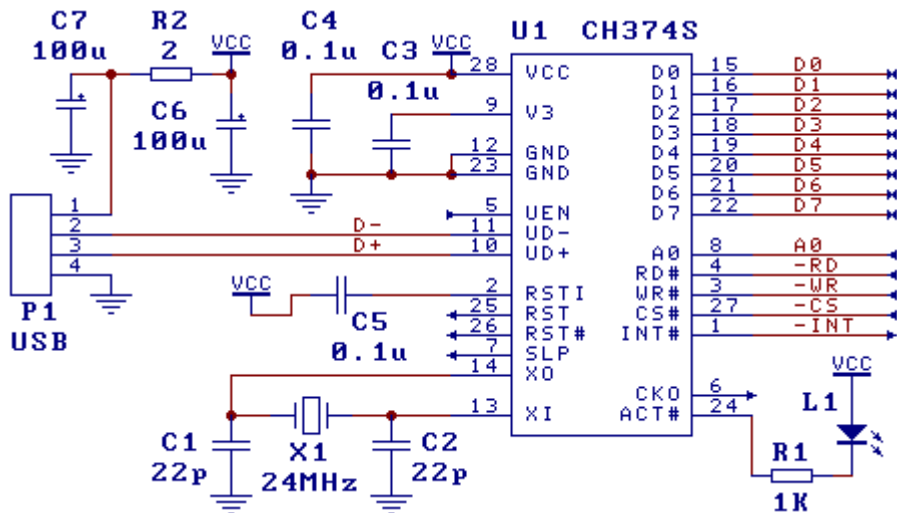 C7
100u
R2
2
VCC
C6
100u
C4
0.1u
C3
0.1u
VCC
U1 CH374S
28 VCC
9 V3
12 GND
23 GND
5 UEN
11 UD-
10 UD+
2 RSTI
25 RST
26 RST#
7 SLP
14 XO
13 XI
D0 15 D0
D1 16 D1
D2 17 D2
D3 18 D3
D4 19 D4
D5 20 D5
D6 21 D6
D7 22 D7
A0 8 A0
RD# 4 -RD
WR# 3 -WR
CS# 27 -CS
INT# 1 -INT
CKO 6
ACT# 24
1
2
3
4
D-
D+
P1
USB
VCC
C5
0.1u
C1
22p
X1
24MHz
C2
22p
VCC
L1
R1
1K